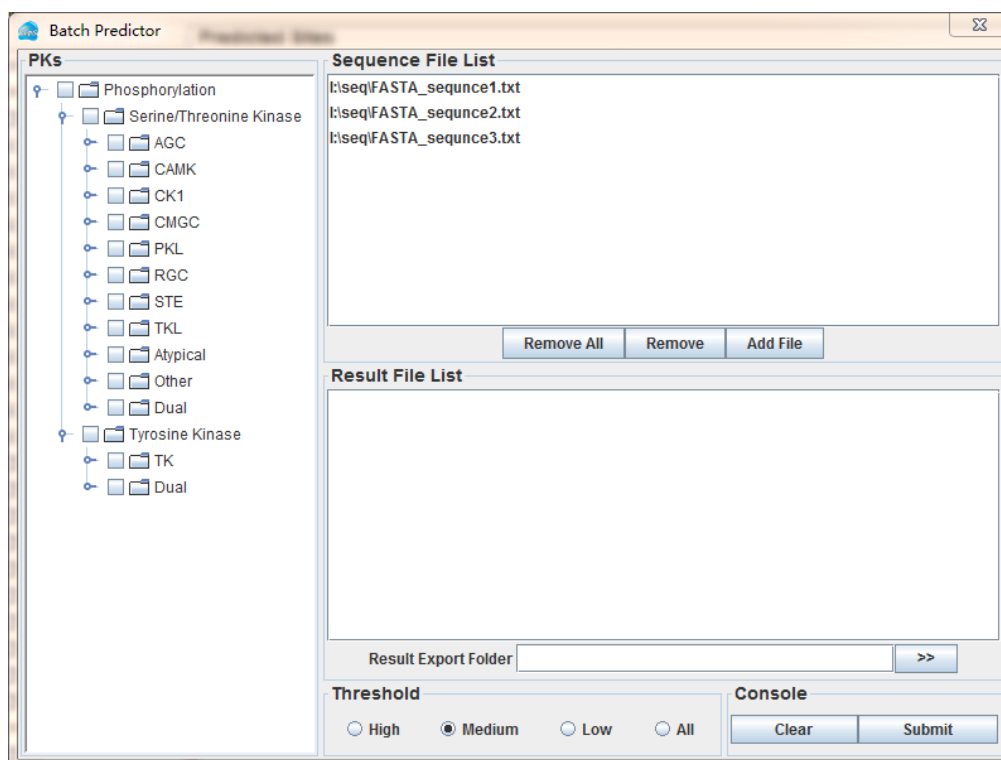 Batch Predictor
Predicted Sites
PKs
Phosphorylation
Serine/Threonine Kinase
AGC
CAMK
CK1
CMGC
PKL
RGC
STE
TKL
Atypical
Other
Dual
Tyrosine Kinase
TK
Dual
Sequence File List
I:\seq\FASTA_sequnce1.txt
I:\seq\FASTA_sequnce2.txt
I:\seq\FASTA_sequnce3.txt
Remove All Remove Add File
Result File List
Result Export Folder >>
Threshold
High Medium Low All
Console
Clear Submit